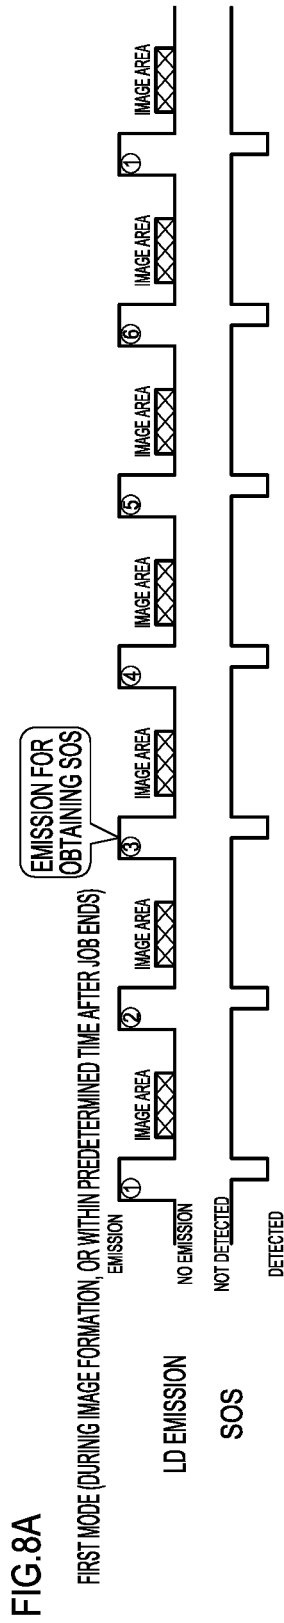 FIG.8A
FIRST MODE (DURINIG IMAGE FORMATION, OR WITHIN PREDETERMINED TIME AFTER JOB ENDS)
EMISSION FOR
OBTAINING SOS
EMISSION
① ② ③ ④ ⑤ ⑥ ①
IMAGE AREA IMAGE AREA IMAGE AREA IMAGE AREA IMAGE AREA IMAGE AREA IMAGE AREA
LD EMISSION
NO EMISSION
NOT DETECTED
SOS
DETECTED